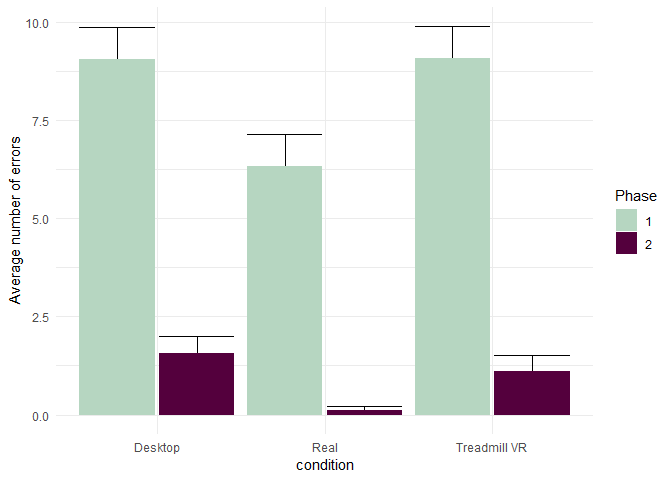 10.0
7.5
5.0
2.5
0.0
Average number of errors
Desktop
Real
Treadmill VR
condition
Phase
1
2